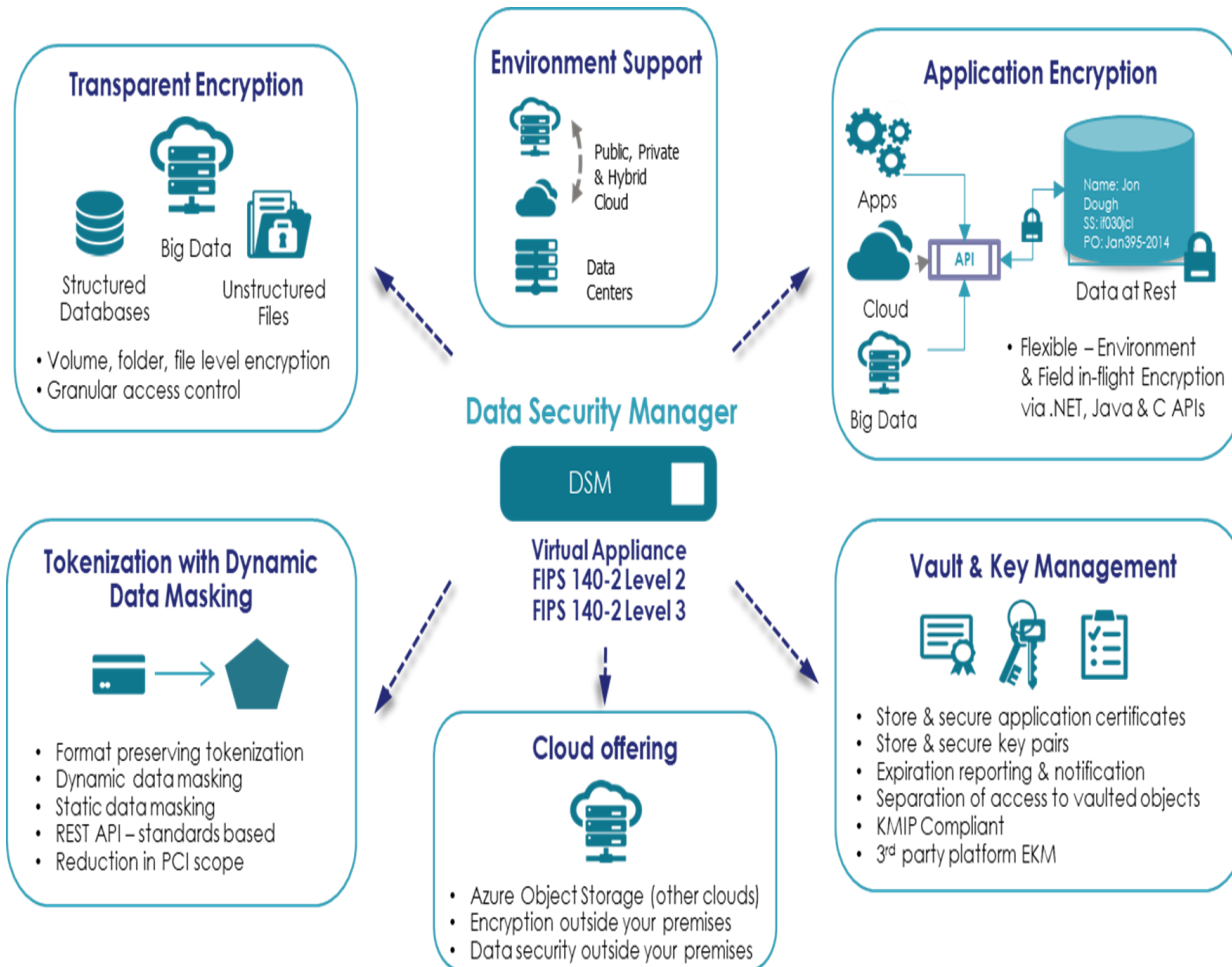 Transparent Encryption
Big Data
Structured
Databases
Unstructured
Files
• Volume, folder, file level encryption
• Granular access control
Environment Support
Public, Private
& Hybrid
Cloud
Data
Centers
Application Encryption
Apps
Cloud
Big Data
API
Name: Jon
Dough
SS: if030jcl
PO: Jan395-2014
Data at Rest
• Flexible – Environment
& Field in-flight Encryption
via .NET, Java & C APIs
Data Security Manager
DSM
Virtual Appliance
FIPS 140-2 Level 2
FIPS 140-2 Level 3
Tokenization with Dynamic
Data Masking
• Format preserving tokenization
• Dynamic data masking
• Static data masking
• REST API – standards based
• Reduction in PCI scope
Cloud offering
• Azure Object Storage (other clouds)
• Encryption outside your premises
• Data security outside your premises
Vault & Key Management
• Store & secure application certificates
• Store & secure key pairs
• Expiration reporting & notification
• Separation of access to vaulted objects
• KMIP Compliant
• 3rd party platform EKM